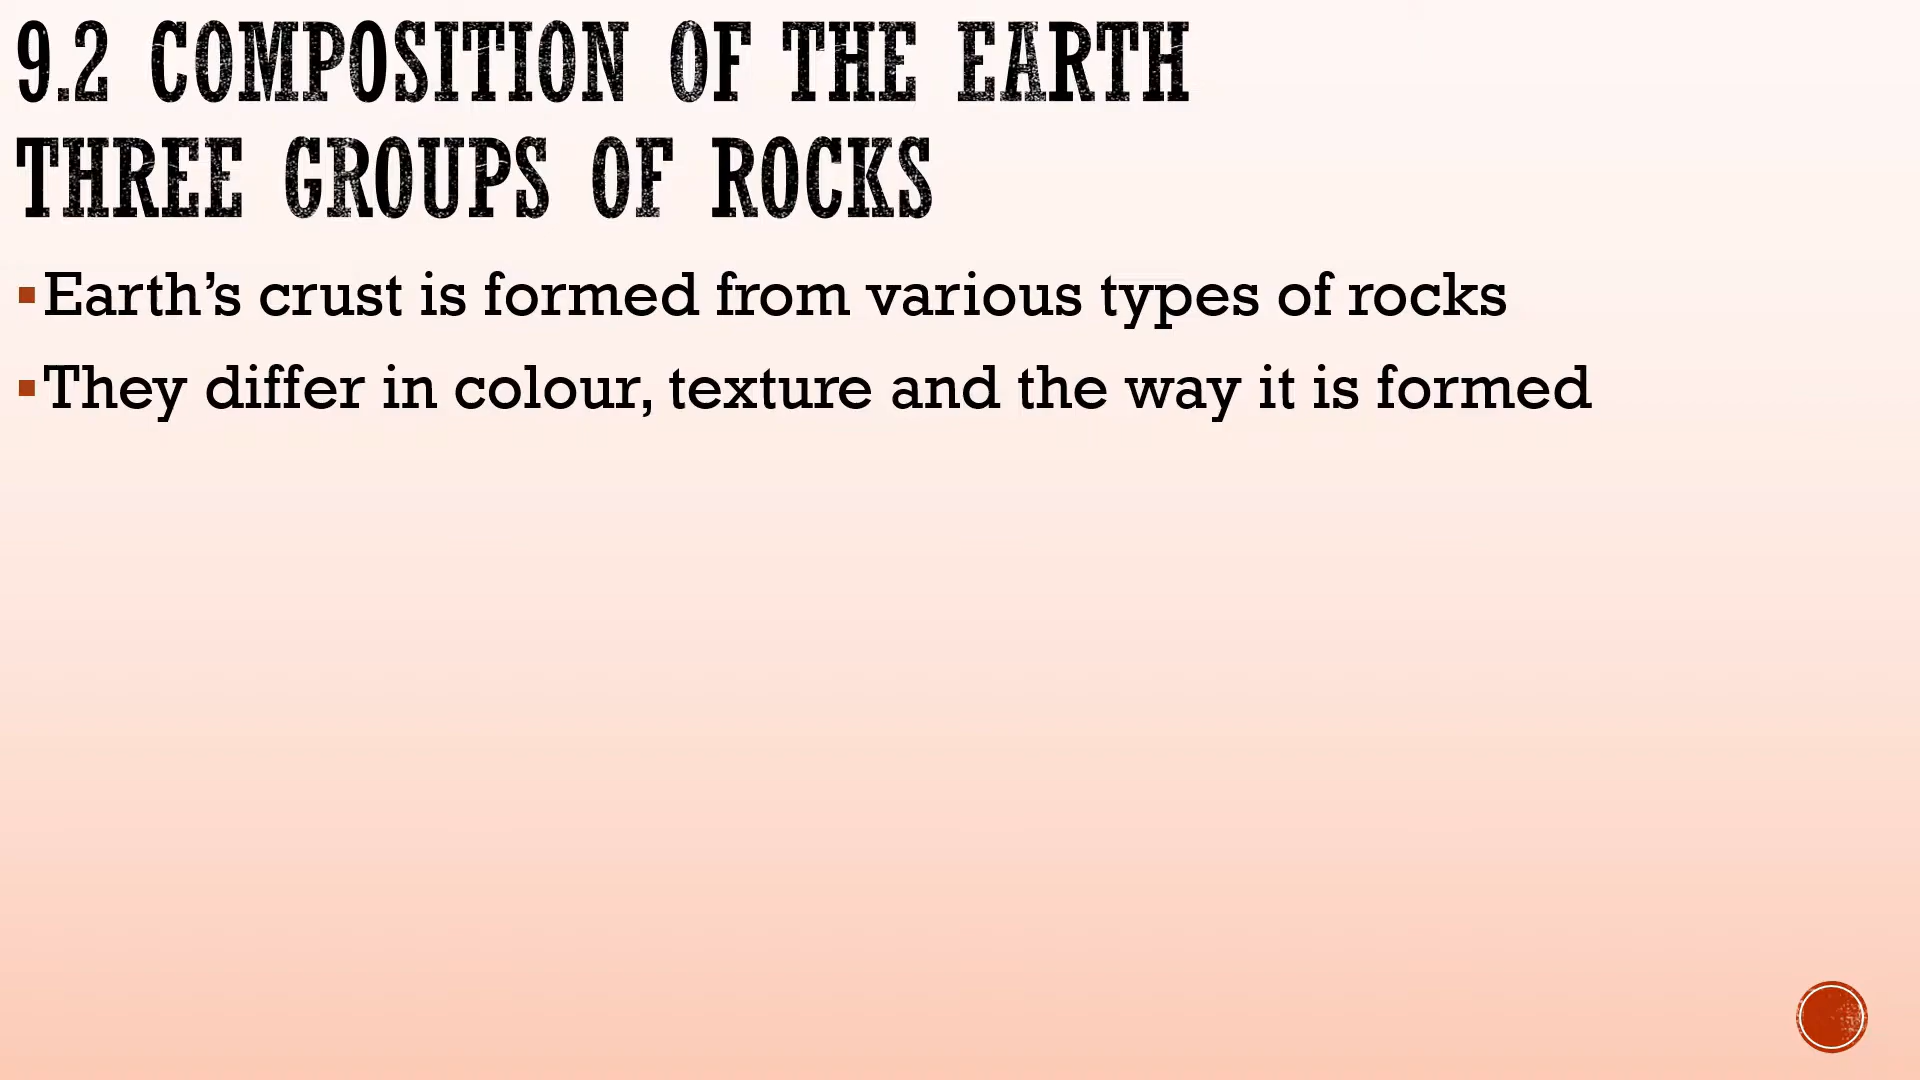 9.2 COMPOSITION OF THE EARTH
THREE GROUPS OF ROCKS
▪Earth’s crust is formed from various types of rocks
▪They differ in colour, texture and the way it is formed